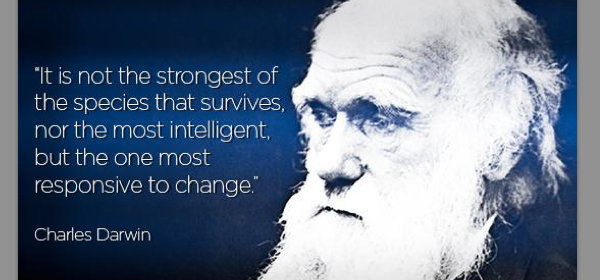 “It is not the strongest of
the species that survives,
nor the most intelligent,
but the one most
responsive to change.”
Charles Darwin